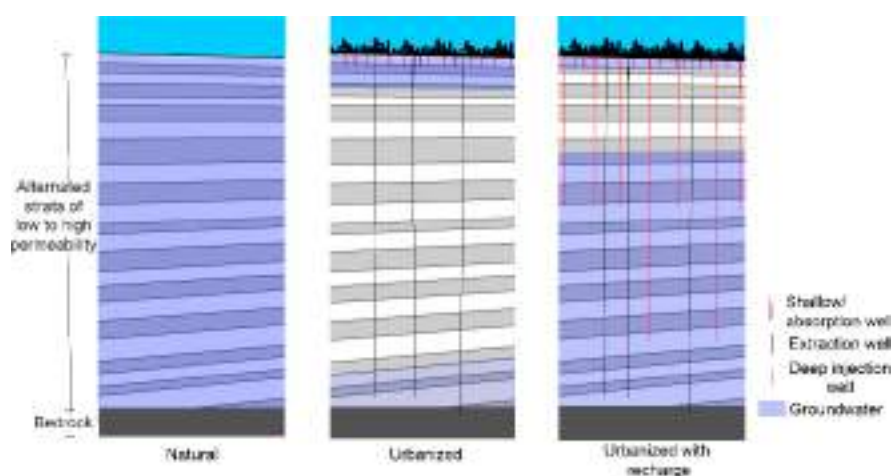 Alternated
strata of
low to high
permeability
Bedrock
Natural
Urbanized
Urbanized with
recharge
Shallow/
absorption well
Extraction well
Deep injection
well
Groundwater